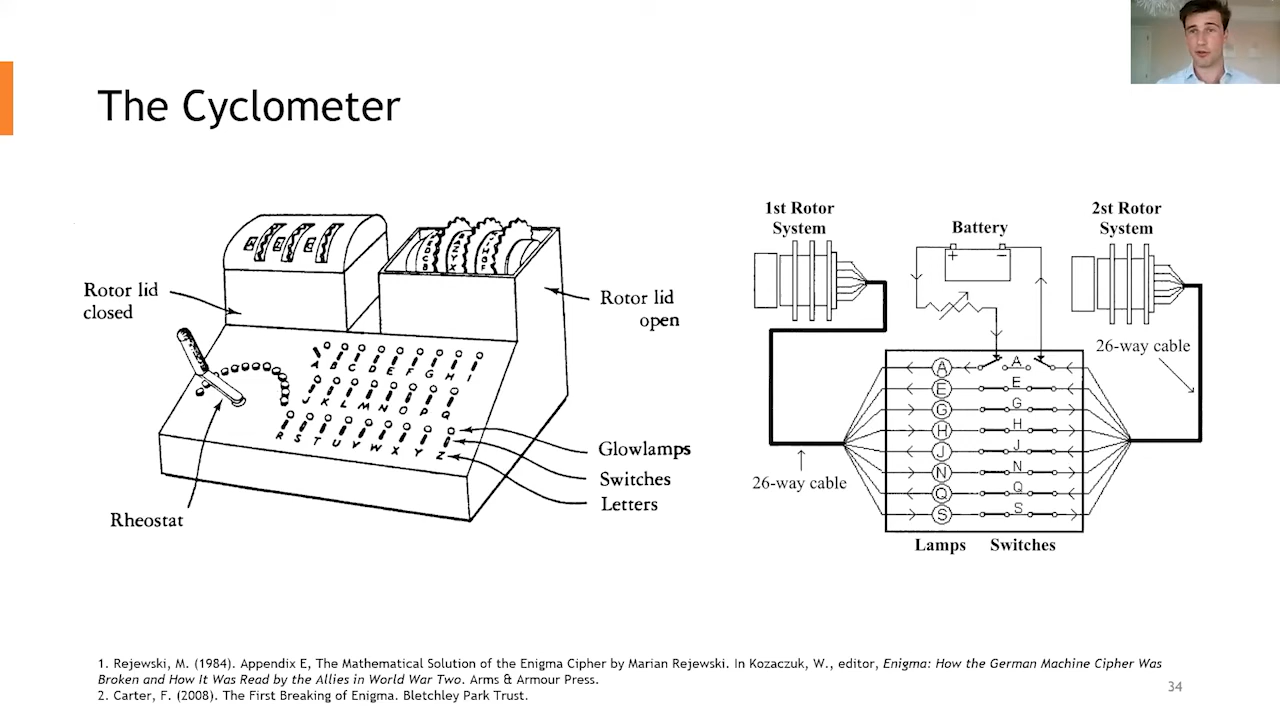 The Cyclometer
Rotor lid
closed
Rotor lid
open
A B C D E F G H I
J K L M N O P Q
R S T U V W X Y Z
Glowlamps
Switches
Letters
Rheostat
1st Rotor
System
Battery
+ −
2st Rotor
System
26-way cable
26-way cable
A A
E E
G G
H H
J J
N N
Q Q
S S
Lamps Switches
1. Rejewski, M. (1984). Appendix E, The Mathematical Solution of the Enigma Cipher by Marian Rejewski. In Kozaczuk, W., editor, Enigma: How the German Machine Cipher Was
Broken and How It Was Read by the Allies in World War Two. Arms & Armour Press.
2. Carter, F. (2008). The First Breaking of Enigma. Bletchley Park Trust.
34